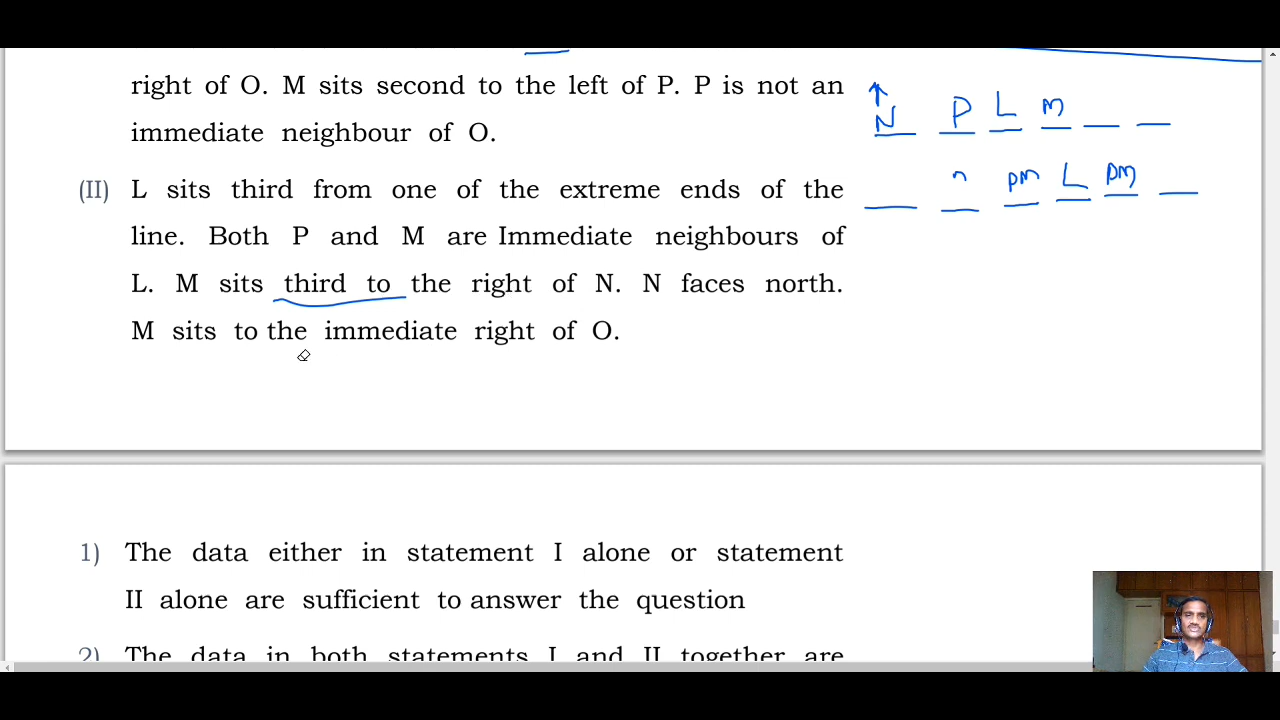 right of O. M sits second to the left of P. P is not an
immediate neighbour of O.
N P L M
(II) L sits third from one of the extreme ends of the
PM L PM
line. Both P and M are Immediate neighbours of
L. M sits third to the right of N. N faces north.
M sits to the immediate right of O.
1) The data either in statement I alone or statement
II alone are sufficient to answer the question
2) The data in both statements I and II together are